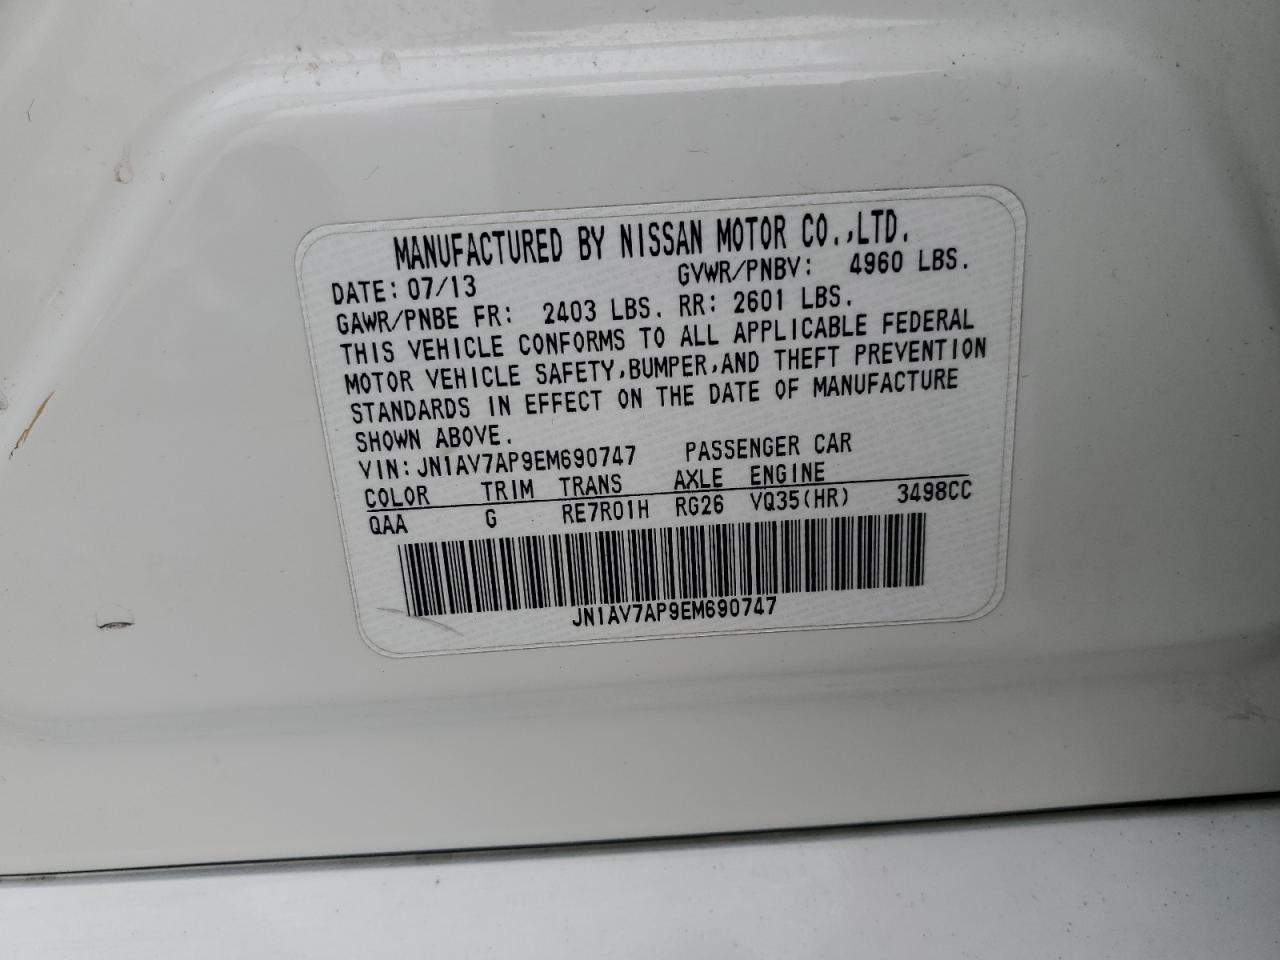 MANUFACTURED BY NISSAN MOTOR CO.,LTD.
DATE: 07/13 GVWR/PNBV: 4960 LBS.
GAWR/PNBE FR: 2403 LBS. RR: 2601 LBS.
THIS VEHICLE CONFORMS TO ALL APPLICABLE FEDERAL
MOTOR VEHICLE SAFETY,BUMPER,AND THEFT PREVENTION
STANDARDS IN EFFECT ON THE DATE OF MANUFACTURE
SHOWN ABOVE.
VIN: JN1AV7AP9EM690747 PASSENGER CAR
COLOR TRIM TRANS AXLE ENGINE
QAA G RE7R01H RG26 VQ35(HR) 3498CC
JN1AV7AP9EM690747